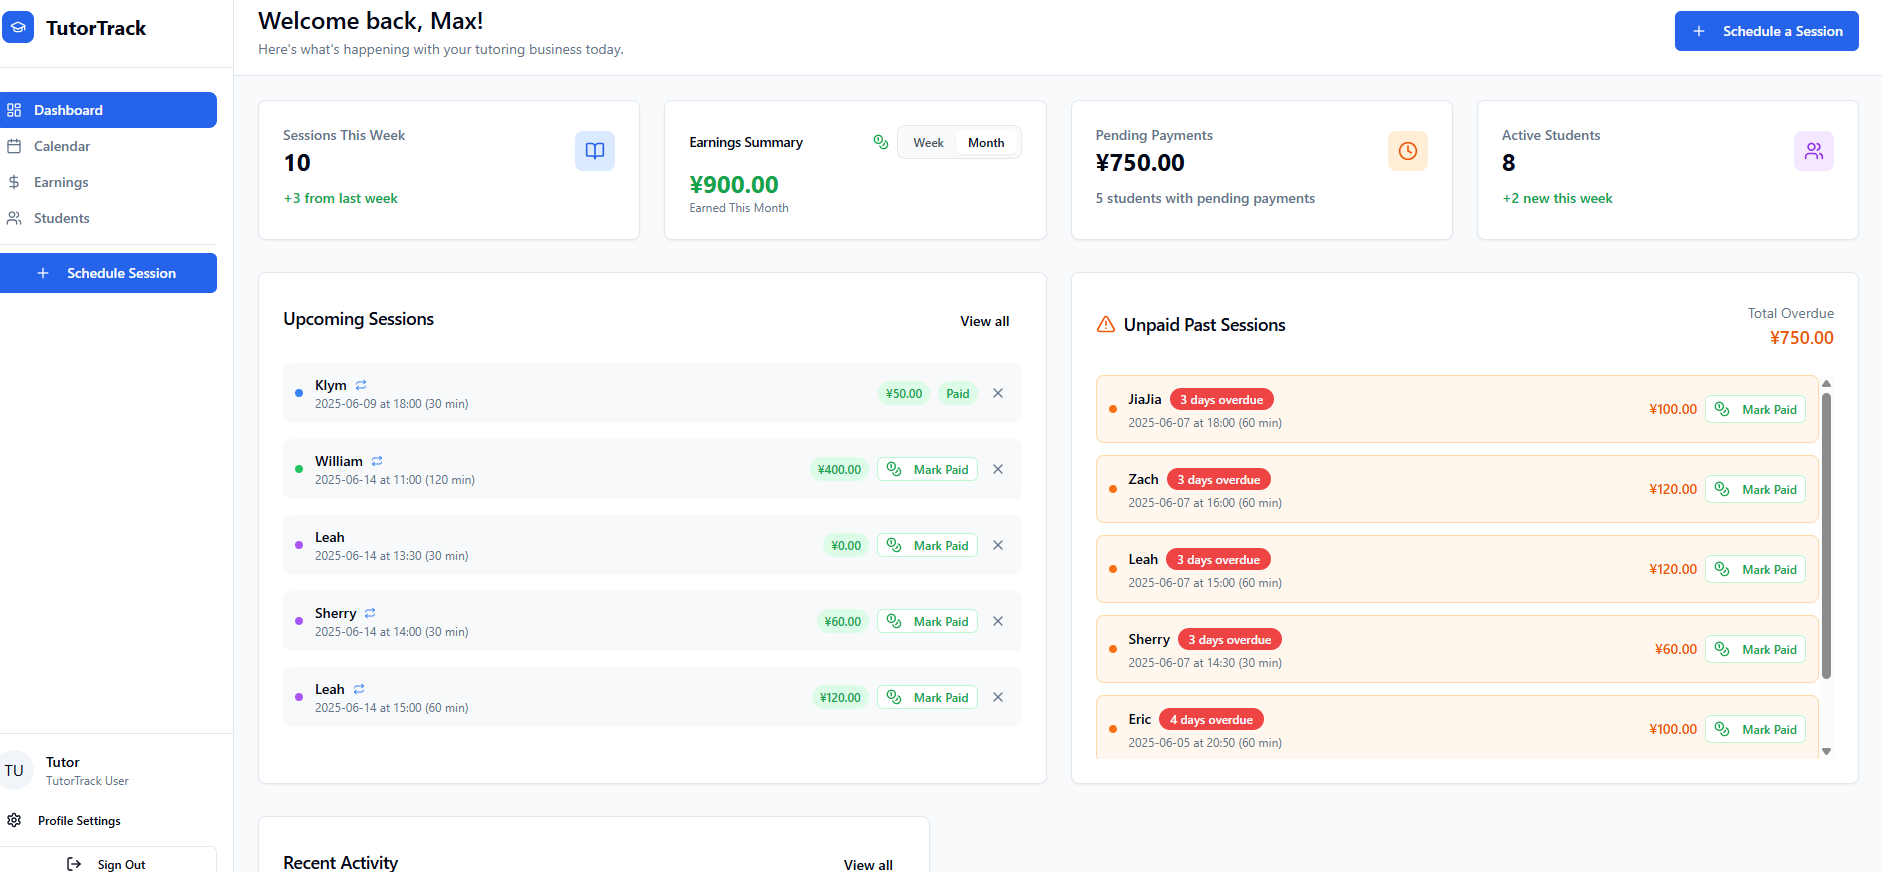 TutorTrack
Dashboard
Calendar
Earnings
Students
Schedule Session
Tutor
TU
TutorTrack User
Profile Settings
Sign Out
Welcome back, Max!
Here's what's happening with your tutoring business today.
Schedule a Session
Sessions This Week
10
+3 from last week
Earnings Summary
Week Month
¥900.00
Earned This Month
Pending Payments
¥750.00
5 students with pending payments
Active Students
8
+2 new this week
Upcoming Sessions
View all
Klym
2025-06-09 at 18:00 (30 min)
¥50.00 Paid
William
2025-06-14 at 11:00 (120 min)
¥400.00 Mark Paid
Leah
2025-06-14 at 13:30 (30 min)
¥0.00 Mark Paid
Sherry
2025-06-14 at 14:00 (30 min)
¥60.00 Mark Paid
Leah
2025-06-14 at 15:00 (60 min)
¥120.00 Mark Paid
Unpaid Past Sessions
Total Overdue
¥750.00
JiaJia 3 days overdue
2025-06-07 at 18:00 (60 min)
¥100.00 Mark Paid
Zach 3 days overdue
2025-06-07 at 16:00 (60 min)
¥120.00 Mark Paid
Leah 3 days overdue
2025-06-07 at 15:00 (60 min)
¥120.00 Mark Paid
Sherry 3 days overdue
2025-06-07 at 14:30 (30 min)
¥60.00 Mark Paid
Eric 4 days overdue
2025-06-05 at 20:50 (60 min)
¥100.00 Mark Paid
Recent Activity
View all